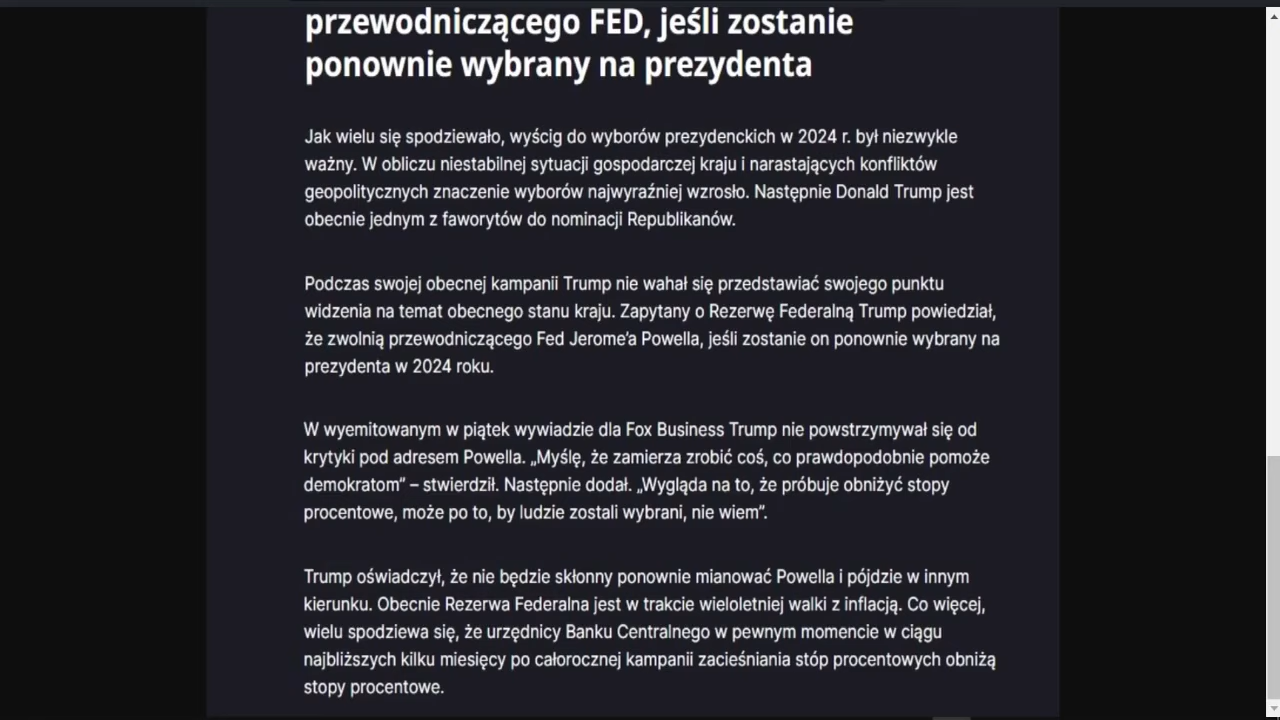 przewodniczącego FED, jeśli zostanie
ponownie wybrany na prezydenta
Jak wielu się spodziewało, wyścig do wyborów prezydenckich w 2024 r. był niezwykle
ważny. W obliczu niestabilnej sytuacji gospodarczej kraju i narastających konfliktów
geopolitycznych znaczenie wyborów najwyraźniej wzrosło. Następnie Donald Trump jest
obecnie jednym z faworytów do nominacji Republikanów.
Podczas swojej obecnej kampanii Trump nie wahał się przedstawiać swojego punktu
widzenia na temat obecnego stanu kraju. Zapytany o Rezerwę Federalną Trump powiedział,
że zwolnią przewodniczącego Fed Jerome’a Powella, jeśli zostanie on ponownie wybrany na
prezydenta w 2024 roku.
W wyemitowanym w piątek wywiadzie dla Fox Business Trump nie powstrzymywał się od
krytyki pod adresem Powella. „Myślę, że zamierza zrobić coś, co prawdopodobnie pomoże
demokratom” – stwierdził. Następnie dodał. „Wygląda na to, że próbuje obniżyć stopy
procentowe, może po to, by ludzie zostali wybrani, nie wiem”.
Trump oświadczył, że nie będzie skłonny ponownie mianować Powella i pójdzie w innym
kierunku. Obecnie Rezerwa Federalna jest w trakcie wieloletniej walki z inflacją. Co więcej,
wielu spodziewa się, że urzędnicy Banku Centralnego w pewnym momencie w ciągu
najbliższych kilku miesięcy po całorocznej kampanii zacieśniania stóp procentowych obniżą
stopy procentowe.